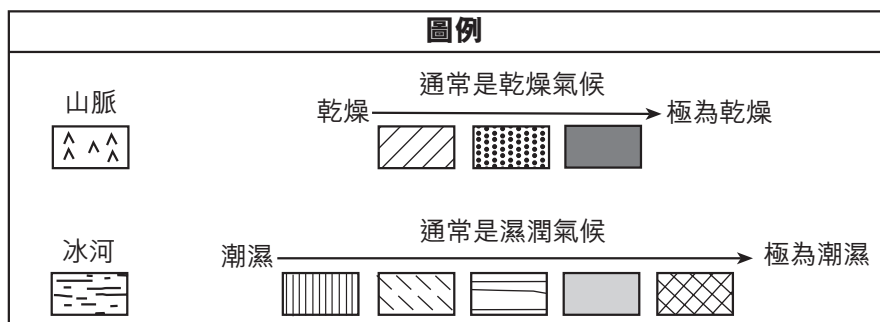 圖例
通常是乾燥氣候
山脈
乾燥
極為乾燥
通常是濕潤氣候
冰河
潮濕
極為潮濕